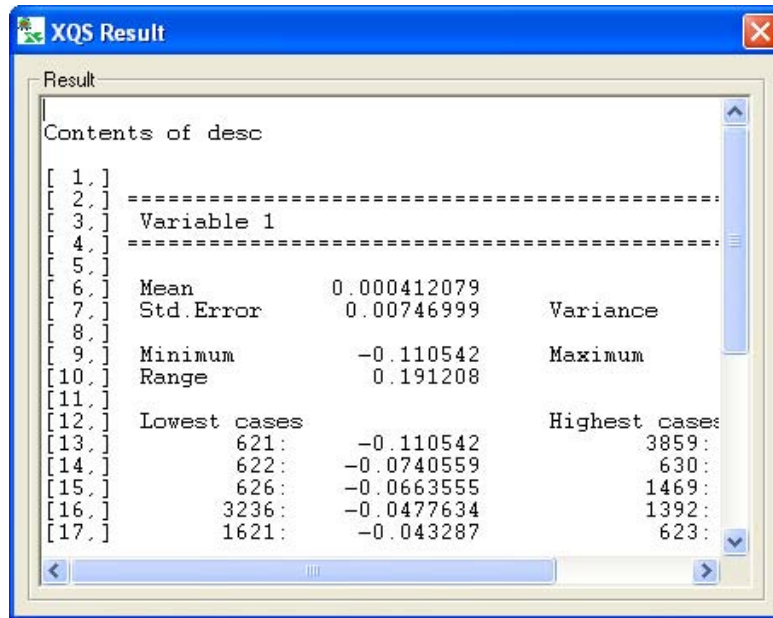 XQS Result
Result
Contents of desc
[ 1,]
[ 2,] =============================================
[ 3,] Variable 1
[ 4,] =============================================
[ 5,]
[ 6,] Mean 0.000412079
[ 7,] Std.Error 0.00746999 Variance
[ 8,]
[ 9,] Minimum -0.110542 Maximum
[10,] Range 0.191208
[11,]
[12,] Lowest cases Highest cases
[13,] 621: -0.110542 3859:
[14,] 622: -0.0740559 630:
[15,] 626: -0.0663555 1469:
[16,] 3236: -0.0477634 1392:
[17,] 1621: -0.043287 623: